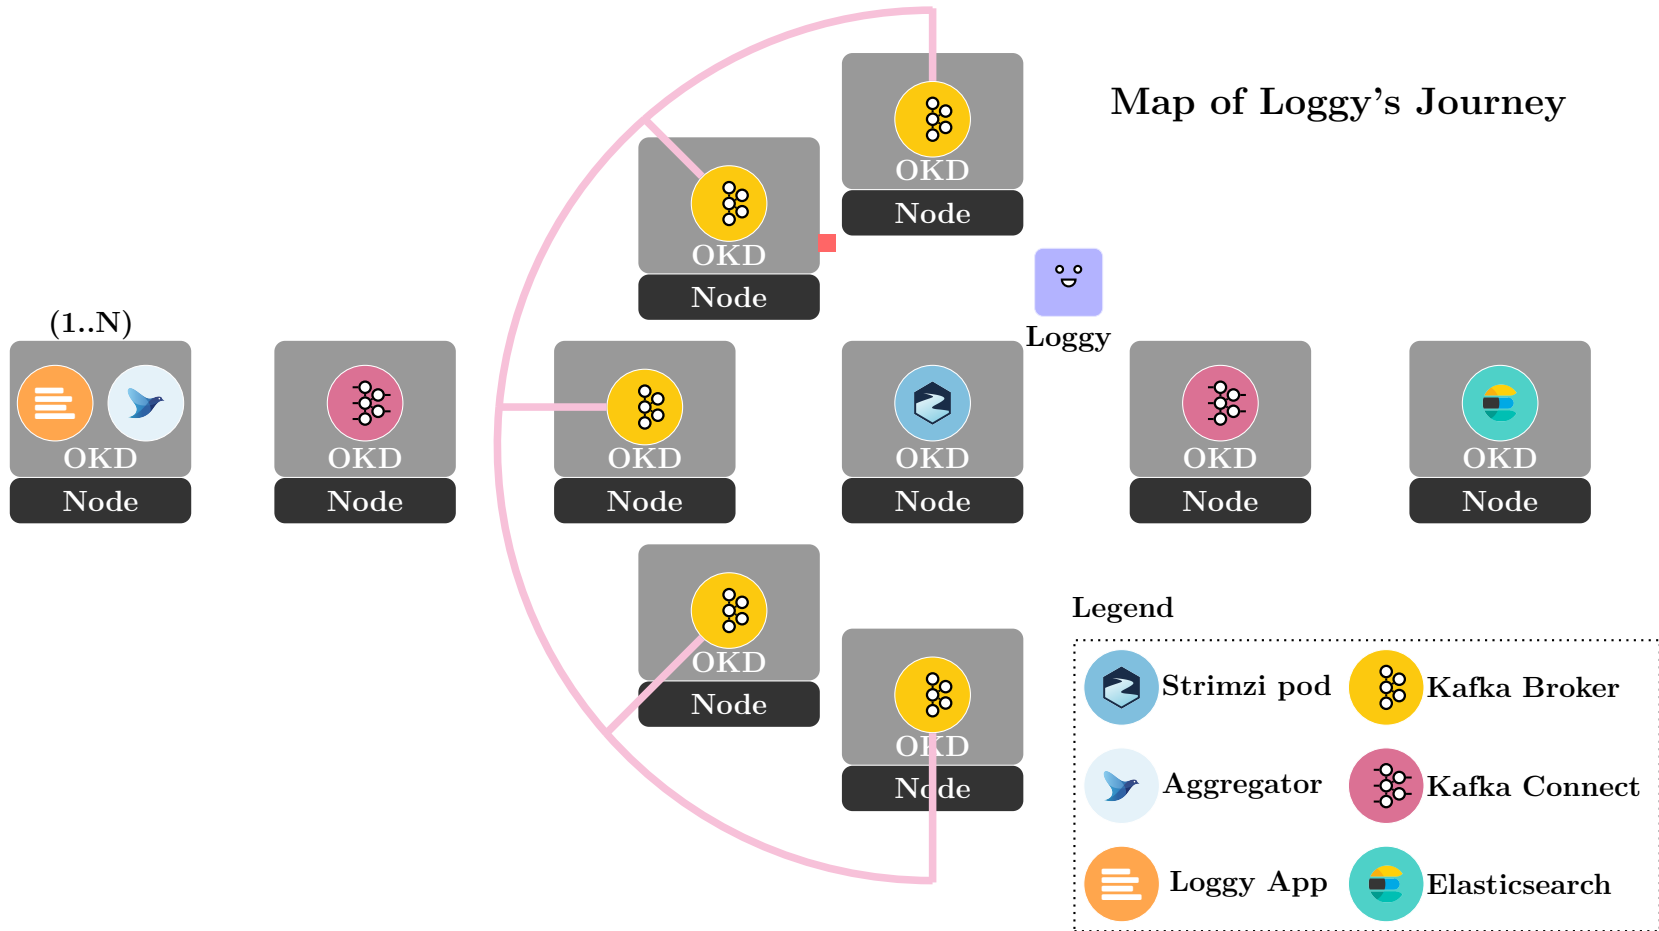 Map of Loggy's Journey
OKD
Node
OKD
Node
Loggy
(1..N)
OKD
Node
OKD
Node
OKD
Node
OKD
Node
OKD
Node
OKD
Node
OKD
Node
OKD
Node
Legend
Strimzi pod
Kafka Broker
Aggregator
Kafka Connect
Loggy App
Elasticsearch